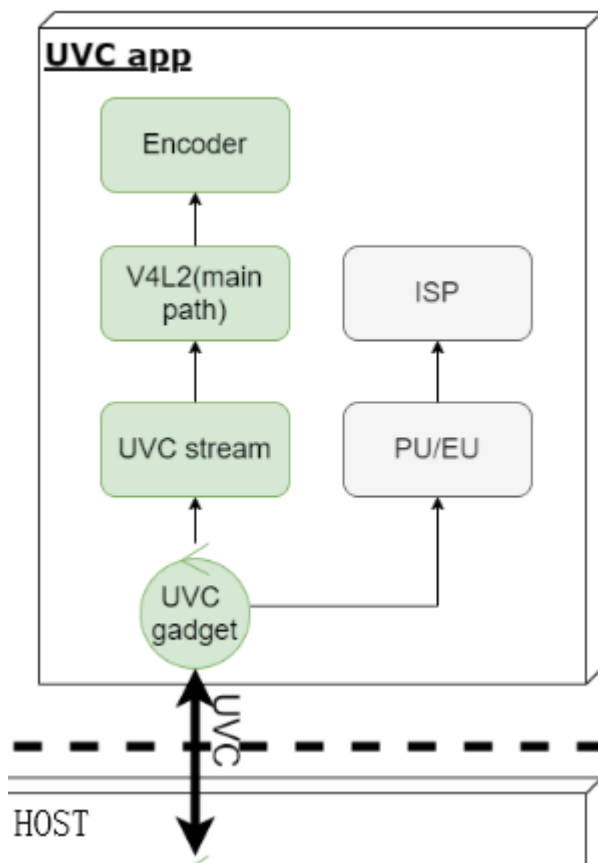 UVC app
Encoder
V4L2(main
path)
ISP
UVC stream
PU/EU
UVC
gadget
UVC
HOST